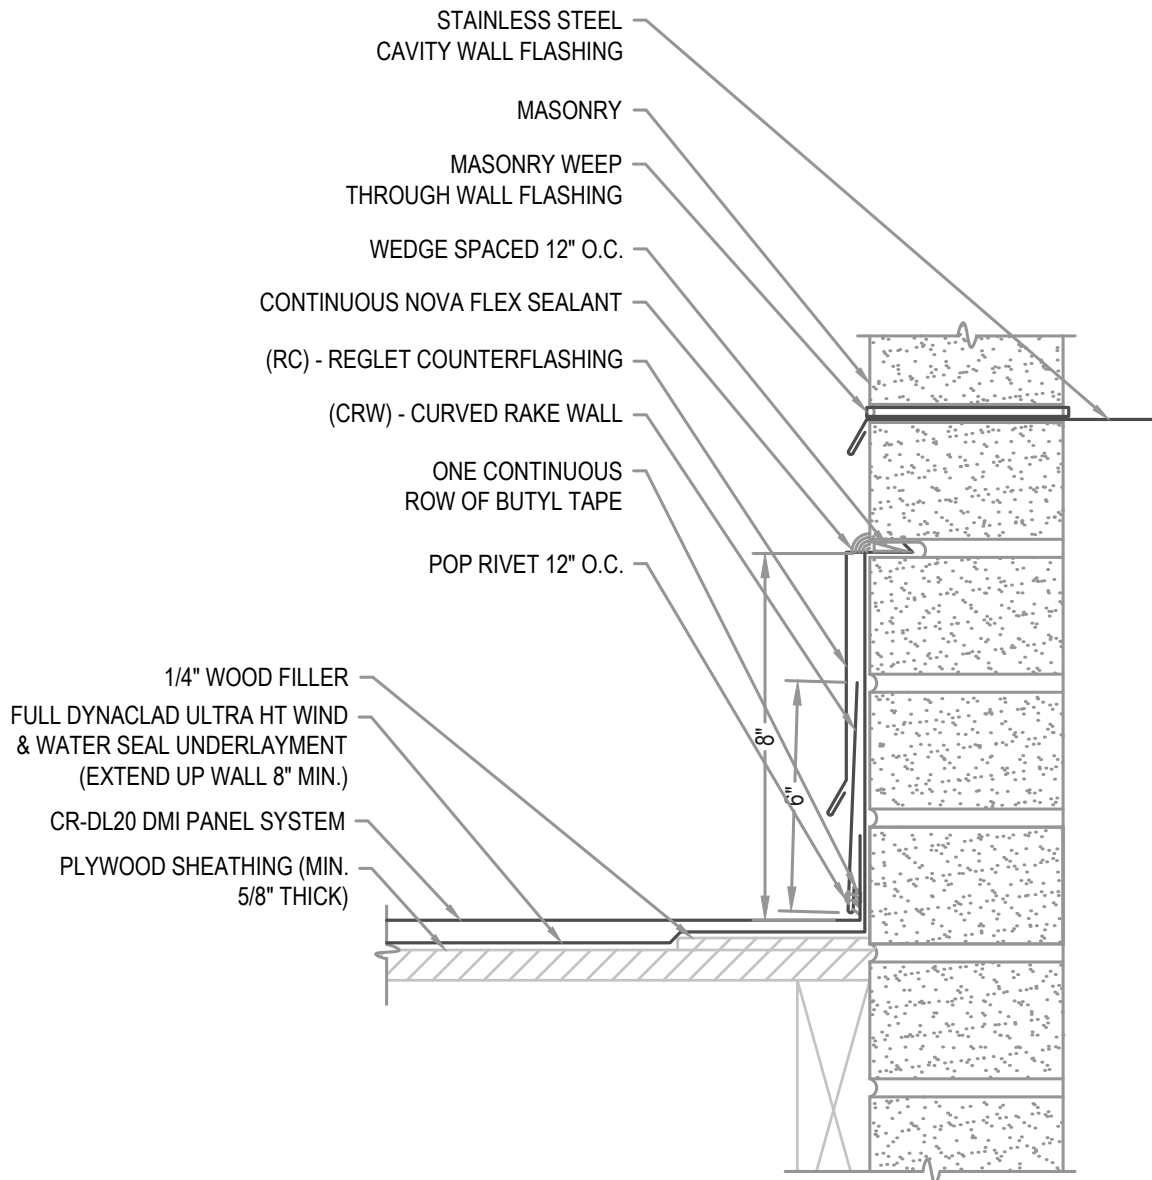 STAINLESS STEEL
CAVITY WALL FLASHING
MASONRY
MASONRY WEEP
THROUGH WALL FLASHING
WEDGE SPACED 12" O.C.
CONTINUOUS NOVA FLEX SEALANT
(RC) - REGLET COUNTERFLASHING
(CRW) - CURVED RAKE WALL
ONE CONTINUOUS
ROW OF BUTYL TAPE
POP RIVET 12" O.C.
1/4" WOOD FILLER
FULL DYNACLAD ULTRA HT WIND
& WATER SEAL UNDERLAYMENT
(EXTEND UP WALL 8" MIN.)
CR-DL20 DMI PANEL SYSTEM
PLYWOOD SHEATHING (MIN.
5/8" THICK)
8"
6"